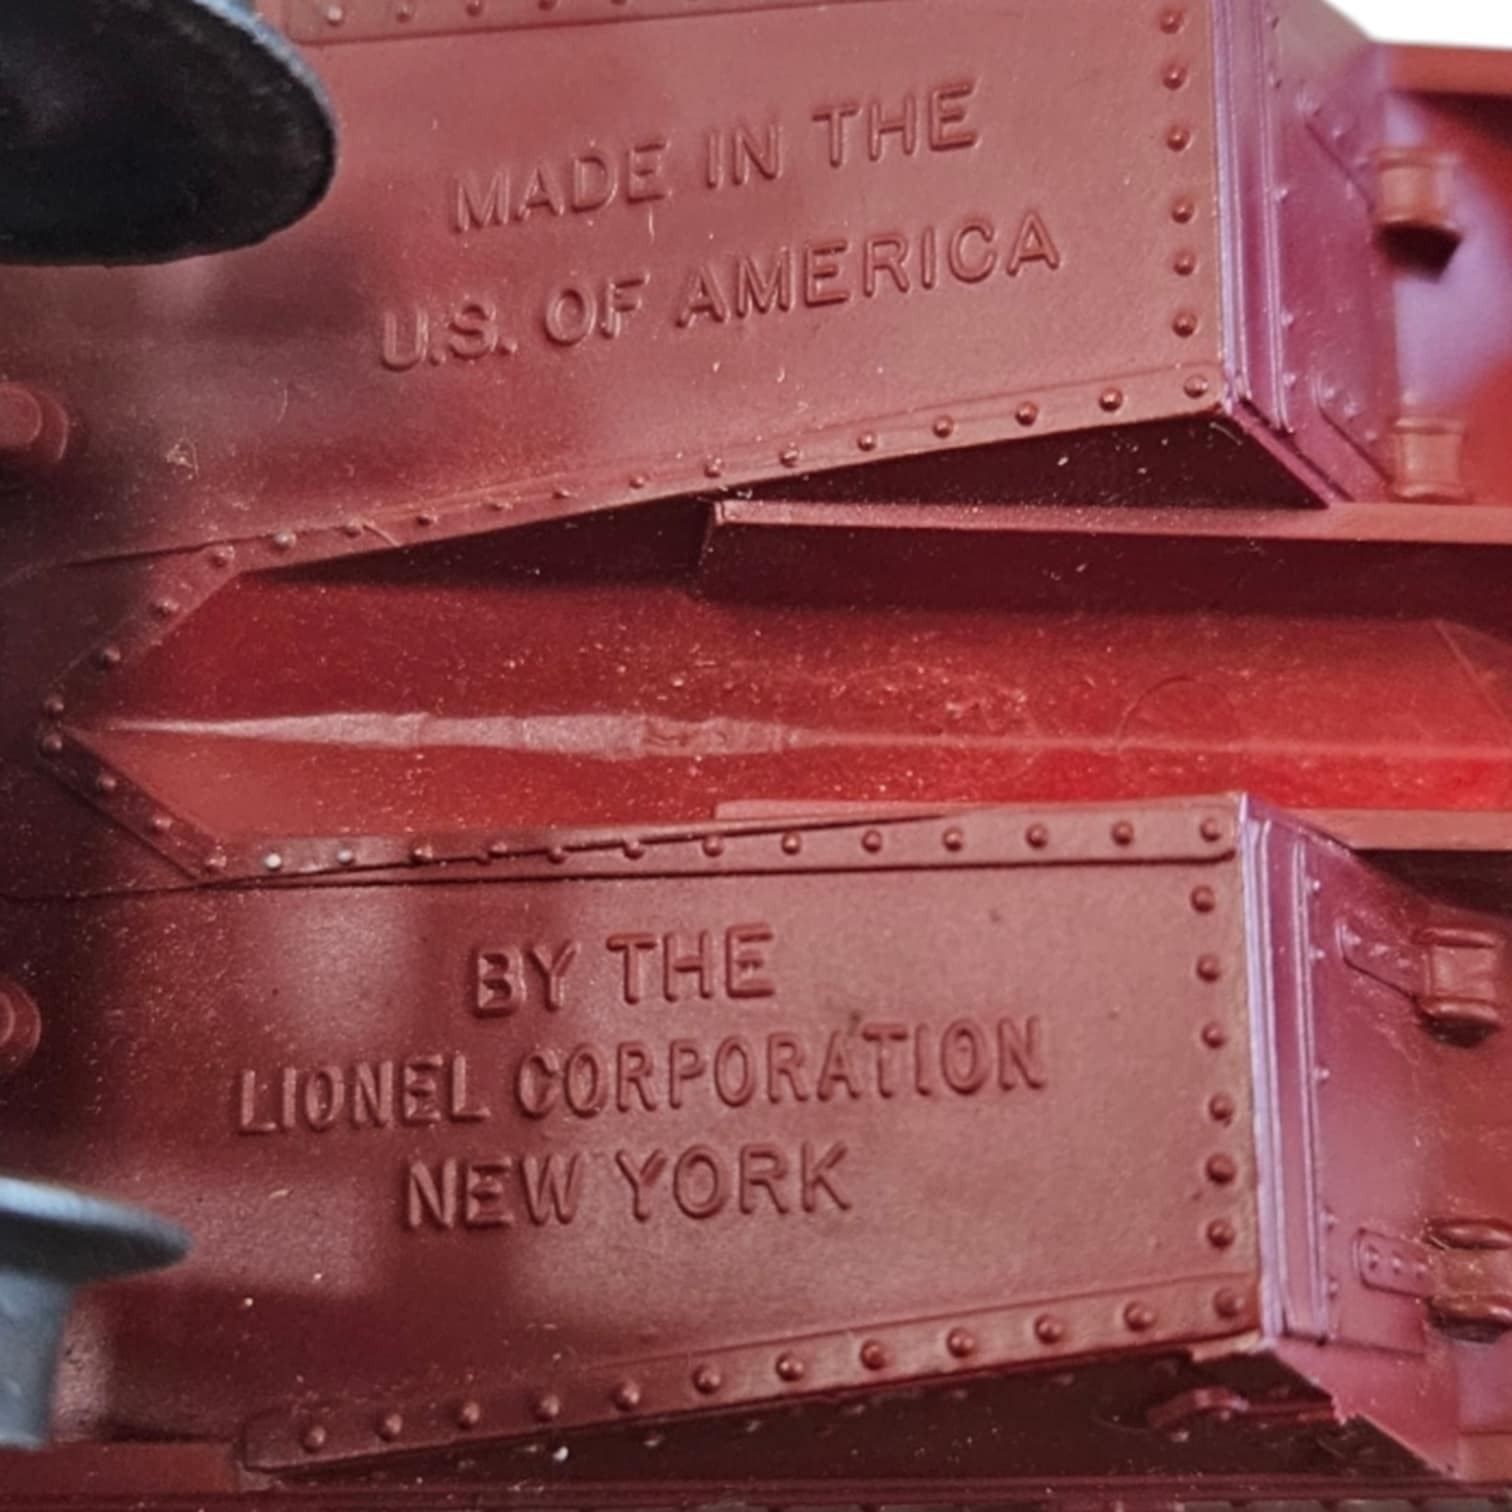 MADE IN THE
U.S. OF AMERICA
BY THE
LIONEL CORPORATION
NEW YORK